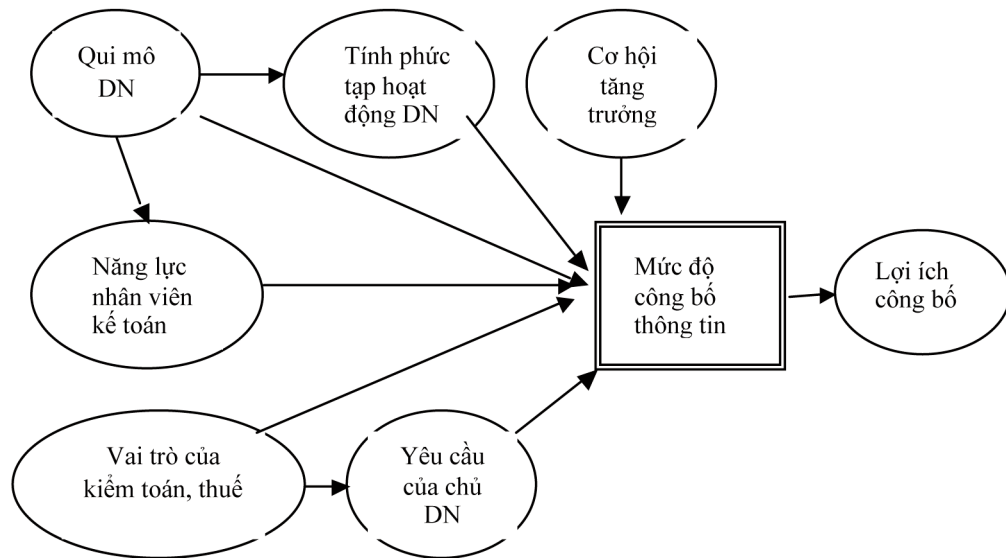 Qui mô
DN
Tính phức
tạp hoạt
động DN
Cơ hội
tăng
trưởng
Năng lực
nhân viên
kế toán
Mức độ
công bố
thông tin
Lợi ích
công bố
Vai trò của
kiểm toán, thuế
Yêu cầu
của chủ
DN